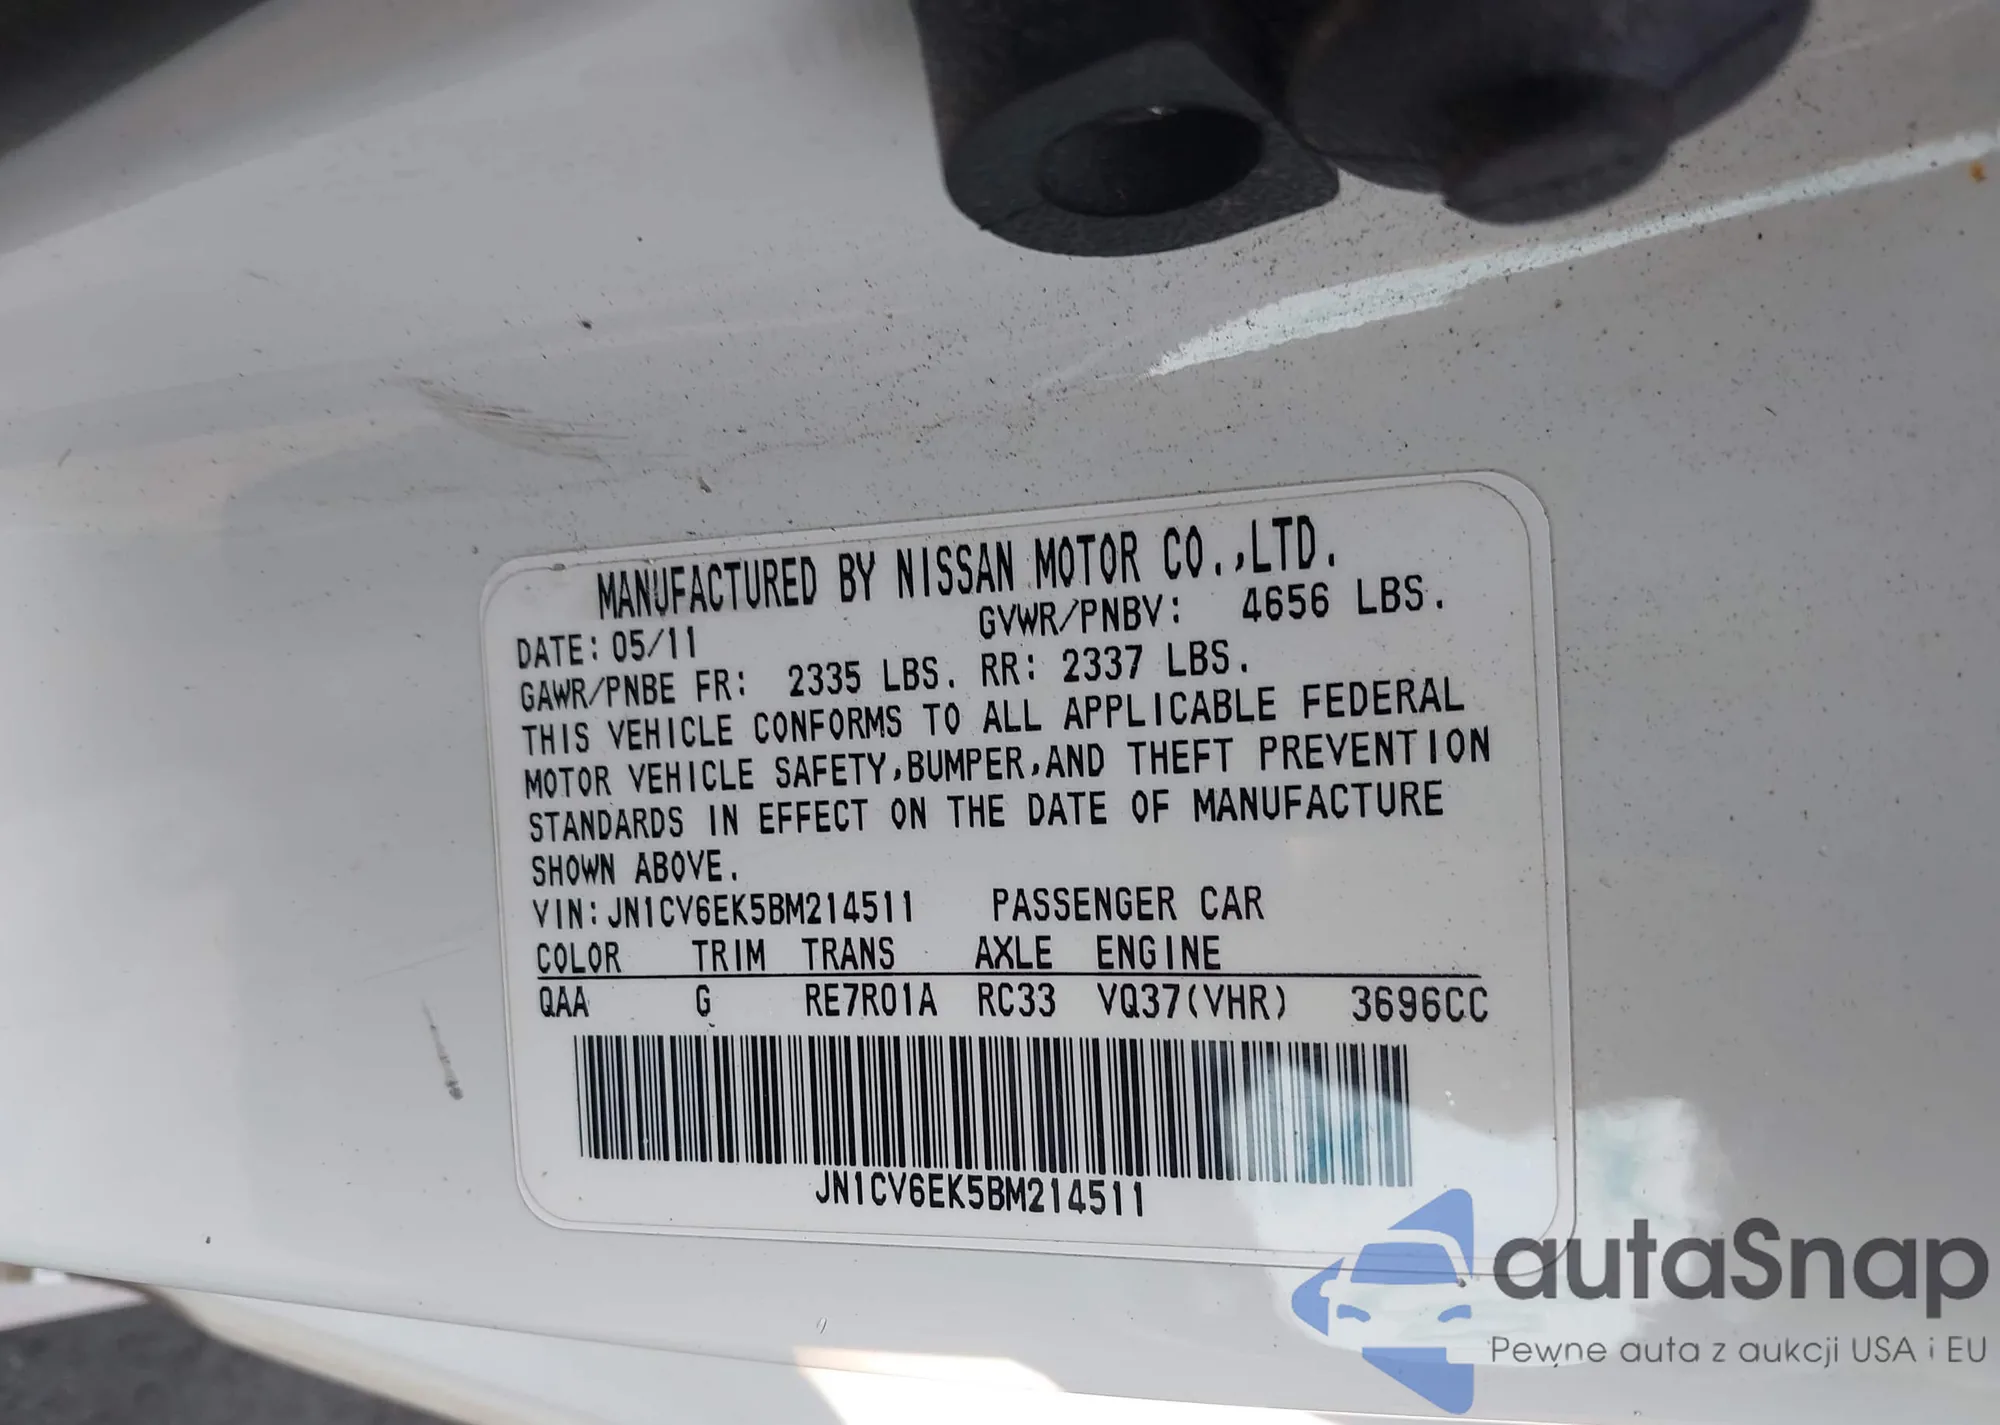 MANUFACTURED BY NISSAN MOTOR CO.,LTD.
DATE: 05/11 GVWR/PNBV: 4656 LBS.
GAWR/PNBE FR: 2335 LBS. RR: 2337 LBS.
THIS VEHICLE CONFORMS TO ALL APPLICABLE FEDERAL
MOTOR VEHICLE SAFETY,BUMPER,AND THEFT PREVENTION
STANDARDS IN EFFECT ON THE DATE OF MANUFACTURE
SHOWN ABOVE.
VIN: JN1CV6EK5BM214511 PASSENGER CAR
COLOR TRIM TRANS AXLE ENGINE
QAA G RE7R01A RC33 VQ37(VHR) 3696CC
JN1CV6EK5BM214511
autaSnap
Pewne auta z aukcji USA i EU